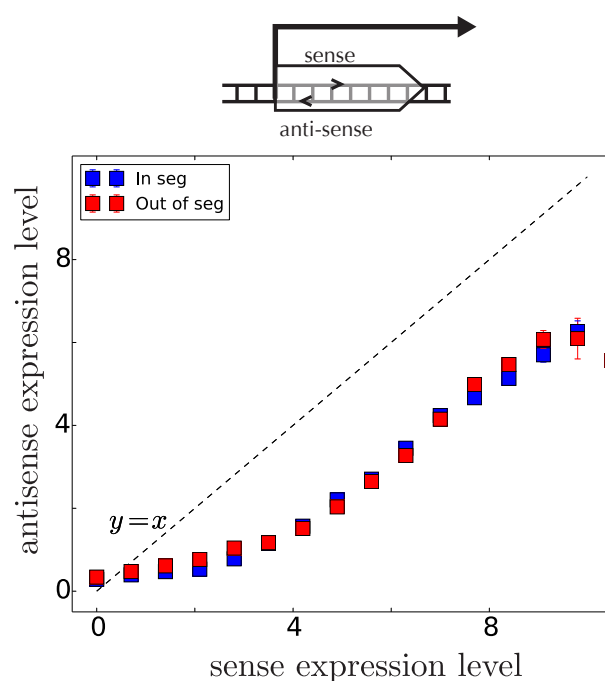 sense
anti-sense
In seg
Out of seg
antisense expression level
8
4
0
y=x
0 4 8
sense expression level